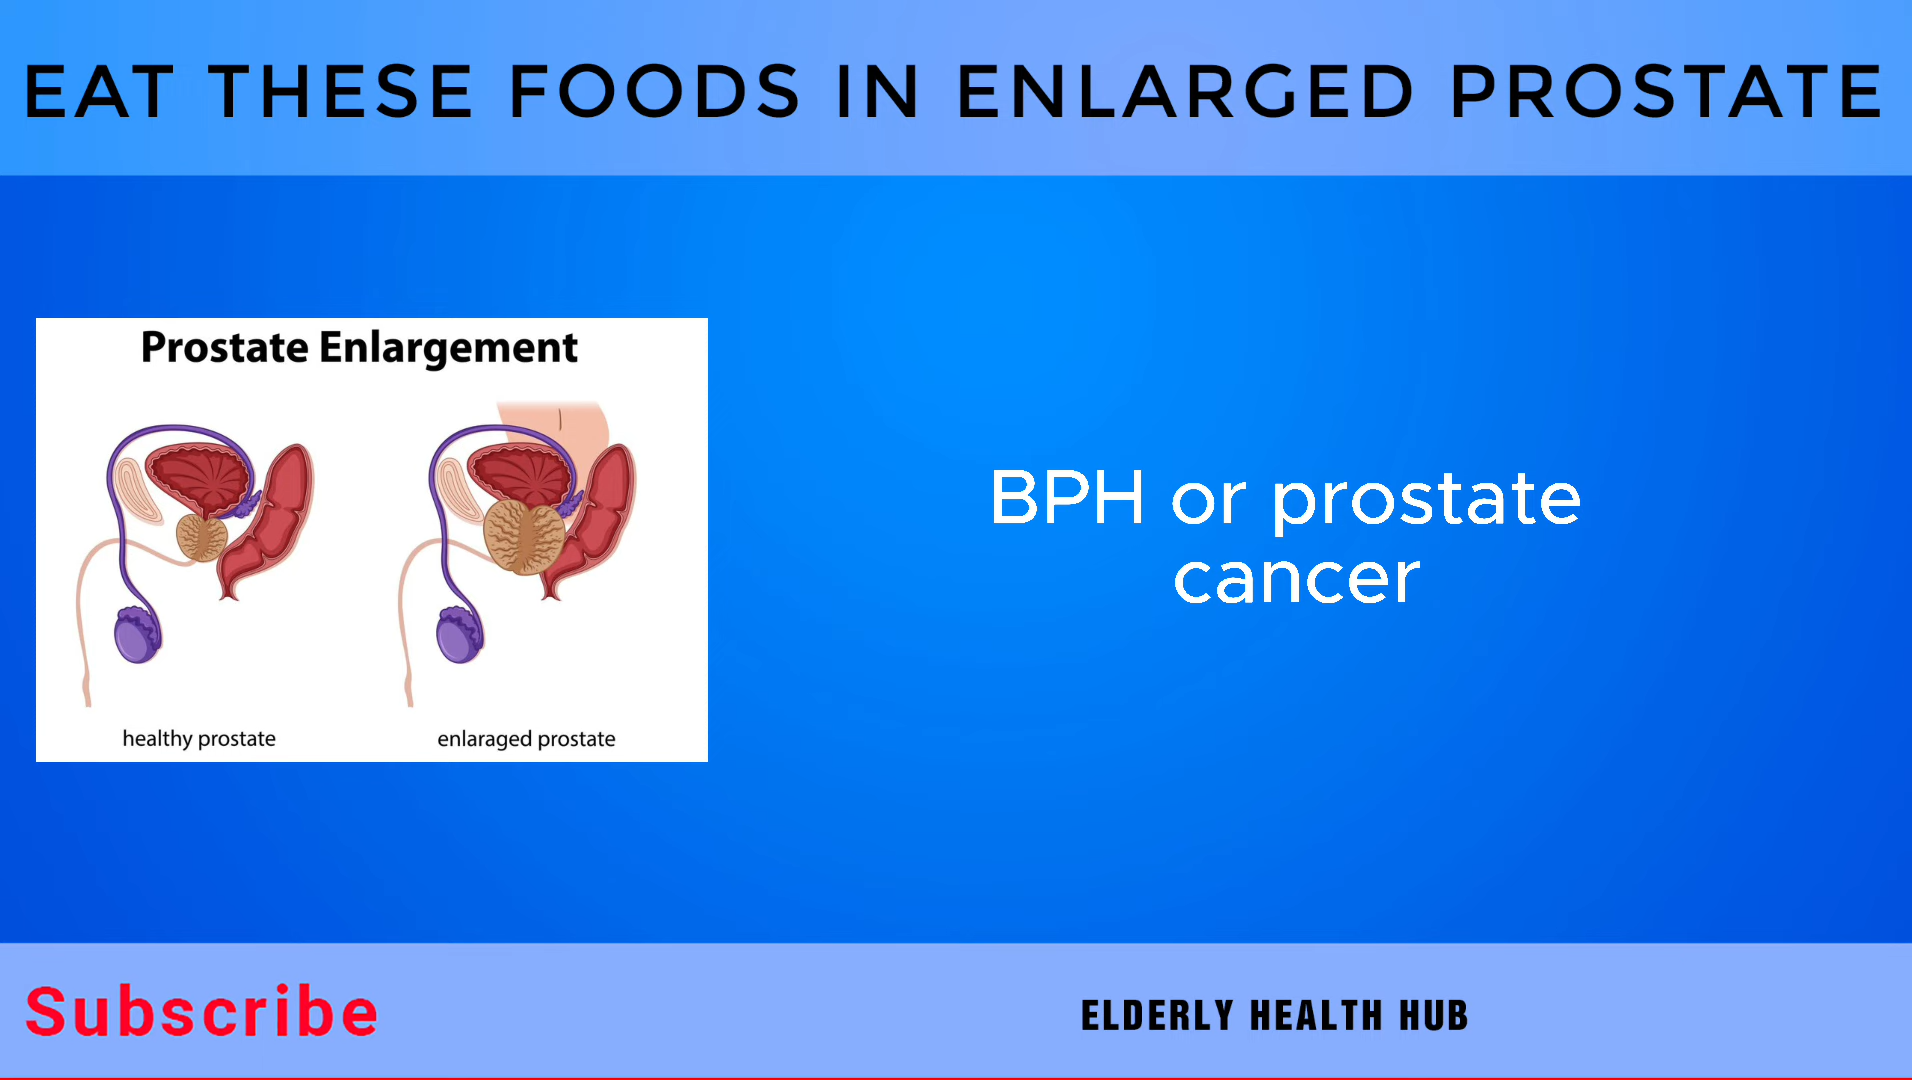 EAT THESE FOODS IN ENLARGED PROSTATE
Prostate Enlargement
healthy prostate
enlaraged prostate
BPH or prostate
cancer
Subscribe
ELDERLY HEALTH HUB